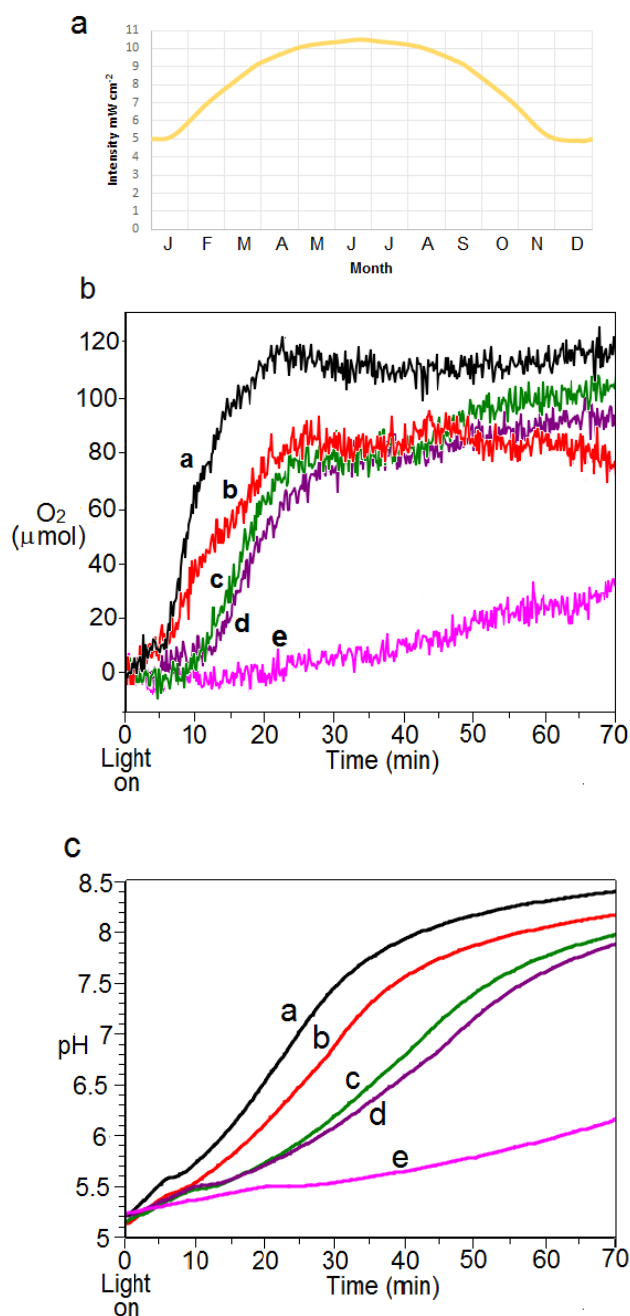 a
11
10
9
8
7
6
5
4
3
2
1
0
Intensity mW cm-2
J F M A M J J A S O N D
Month
b
120
100
80
60
40
20
0
O2
(μmol)
a
b
c
d
e
0 10 20 30 40 50 60 70
Light
on
Time (min)
c
8.5
8
7.5
7
6.5
6
5.5
5
pH
a
b
c
d
e
0 10 20 30 40 50 60 70
Light
on
Time (min)